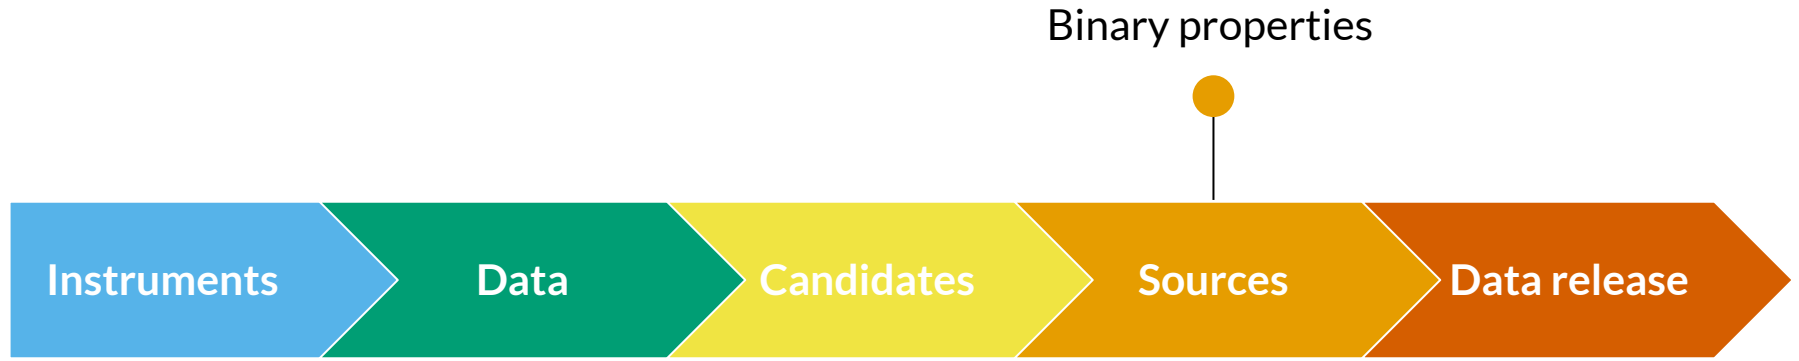 Binary properties
Instruments
Data
Candidates
Sources
Data release